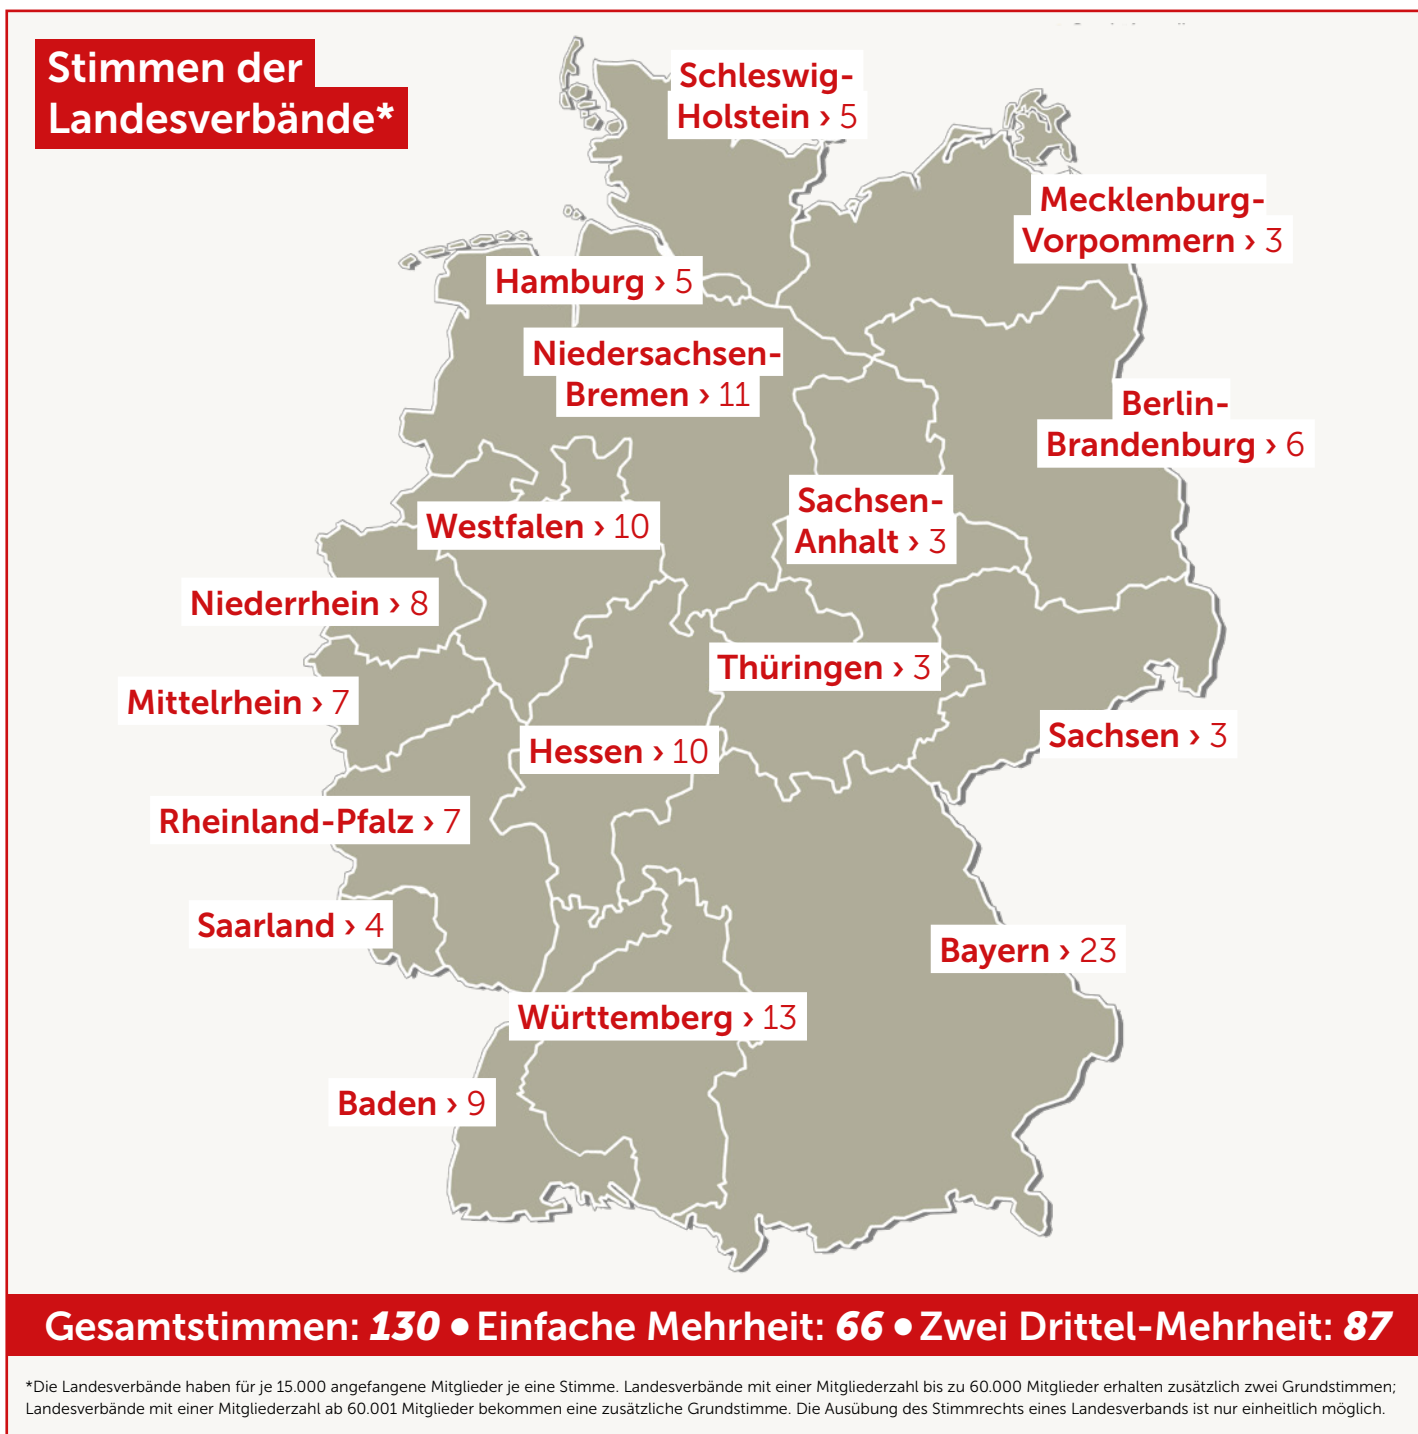 Stimmen der
Landesverbände*
Schleswig-
Holstein › 5
Mecklenburg-
Vorpommern › 3
Hamburg › 5
Niedersachsen-
Bremen › 11
Berlin-
Brandenburg › 6
Sachsen-
Anhalt › 3
Westfalen › 10
Niederrhein › 8
Thüringen › 3
Mittelrhein › 7
Sachsen › 3
Hessen › 10
Rheinland-Pfalz › 7
Saarland › 4
Bayern › 23
Württemberg › 13
Baden › 9
Gesamtstimmen: 130 • Einfache Mehrheit: 66 • Zwei Drittel-Mehrheit: 87
*Die Landesverbände haben für je 15.000 angefangene Mitglieder je eine Stimme. Landesverbände mit einer Mitgliederzahl bis zu 60.000 Mitglieder erhalten zusätzlich zwei Grundstimmen;
Landesverbände mit einer Mitgliederzahl ab 60.001 Mitglieder bekommen eine zusätzliche Grundstimme. Die Ausübung des Stimmrechts eines Landesverbands ist nur einheitlich möglich.